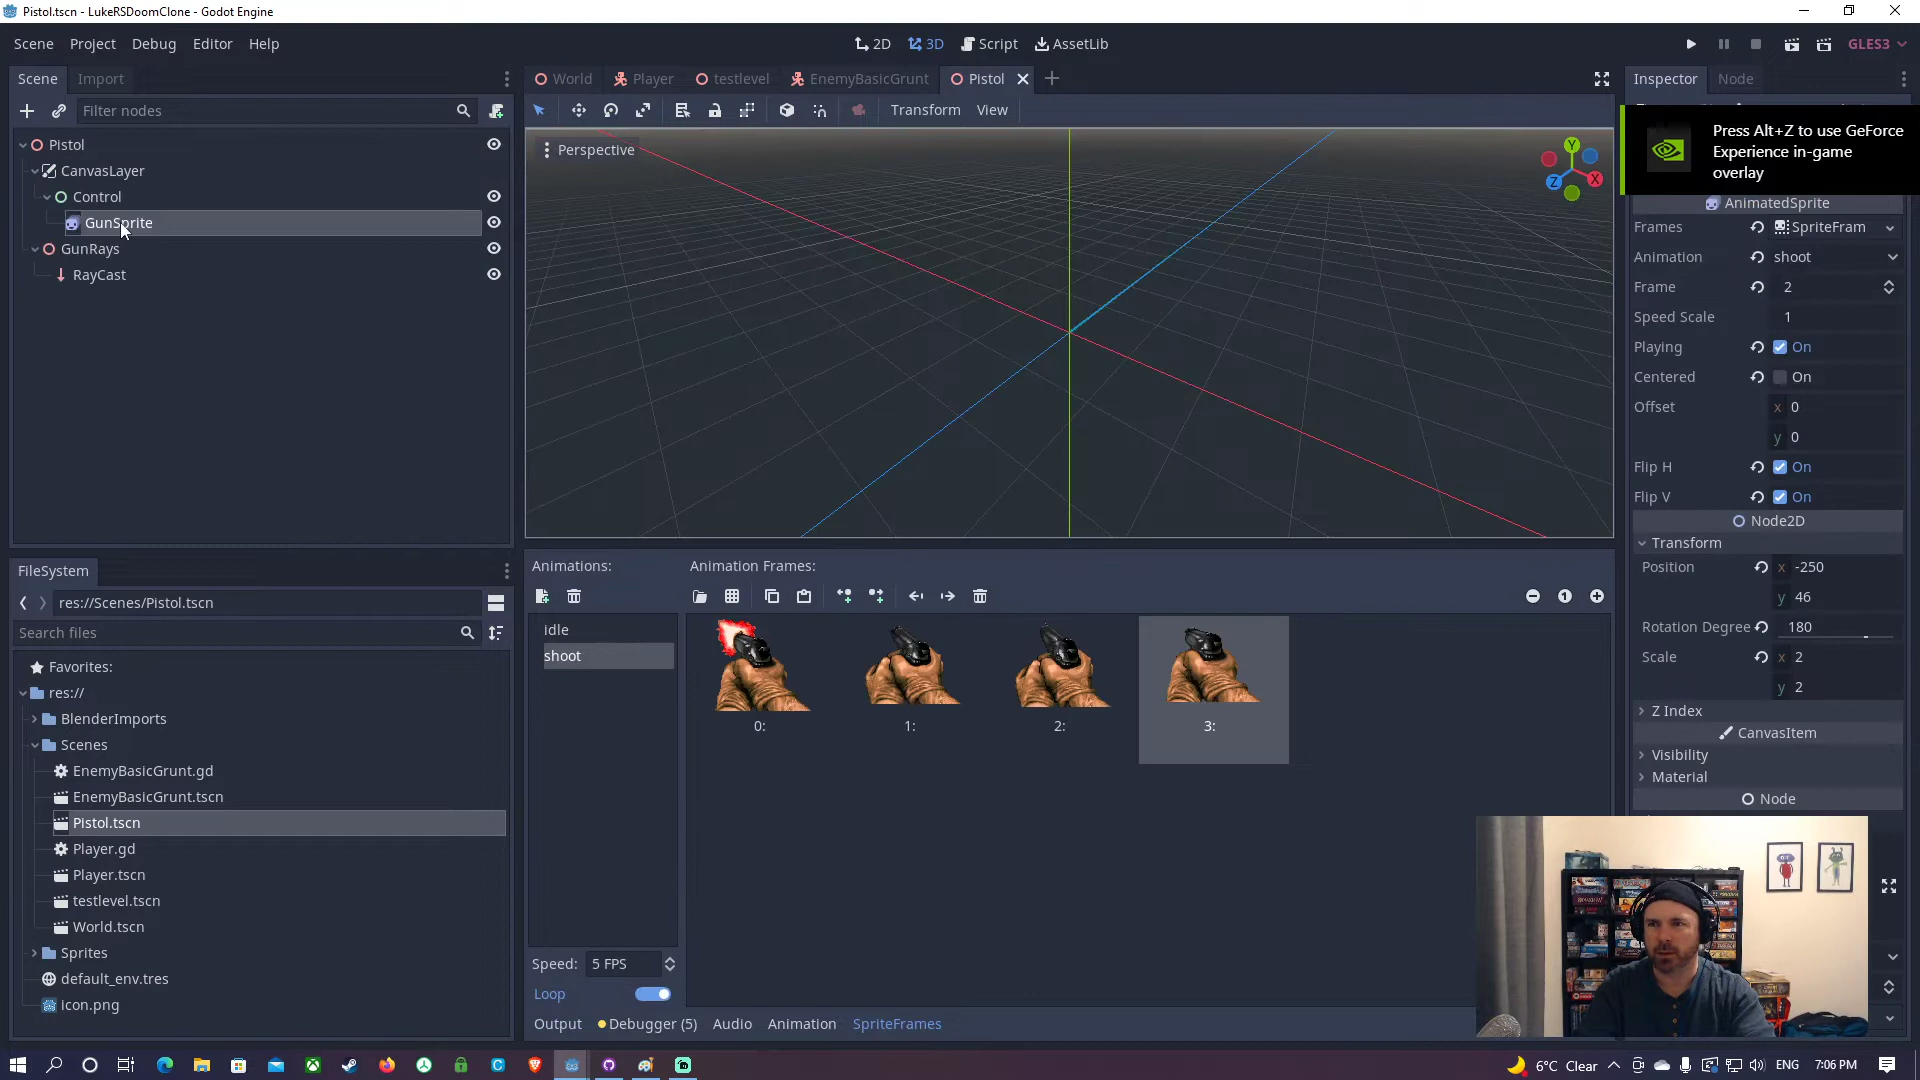 Pistol.tscn - LukeRSDoomClone - Godot Engine
Scene Project Debug Editor Help
2D 3D Script AssetLib
GLES3
Scene Import
World Player testlevel EnemyBasicGrunt Pistol
Inspector Node
Filter nodes
Transform View
Press Alt+Z to use GeForce
Experience in-game
overlay
Pistol
CanvasLayer
Control
GunSprite
GunRays
RayCast
Perspective
Y
X
Z
AnimatedSprite
Frames SpriteFram
Animation shoot
Frame 2
Speed Scale 1
Playing On
Centered On
Offset x 0
y 0
Flip H On
Flip V On
Node2D
Transform
Position x -250
y 46
Rotation Degree 180
Scale x 2
y 2
Z Index
CanvasItem
Visibility
Material
Node
FileSystem
res://Scenes/Pistol.tscn
Search files
Favorites:
res://
BlenderImports
Scenes
EnemyBasicGrunt.gd
EnemyBasicGrunt.tscn
Pistol.tscn
Player.gd
Player.tscn
testlevel.tscn
World.tscn
Sprites
default_env.tres
icon.png
Animations:
idle
shoot
Speed: 5 FPS
Loop
Animation Frames:
0: 1: 2: 3:
Output Debugger (5) Audio Animation SpriteFrames
6°C Clear ENG 7:06 PM